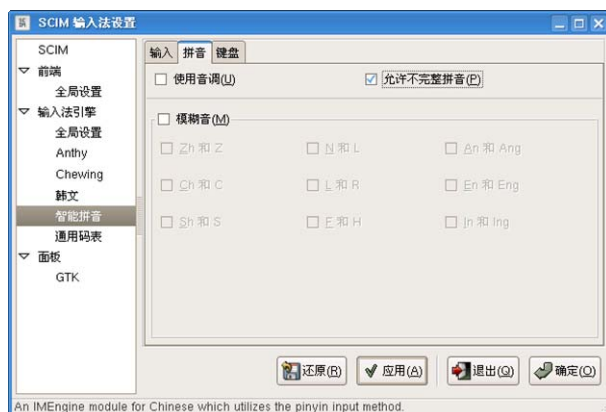 SCIM 输入法设置
SCIM
前端
全局设置
输入法引擎
全局设置
Anthy
Chewing
韩文
智能拼音
通用码表
面板
GTK
输入 拼音 键盘
使用音调(U) 允许不完整拼音(P)
模糊音(M)
Zh 和 Z N 和 L An 和 Ang
Ch 和 C L 和 R En 和 Eng
Sh 和 S F 和 H In 和 Ing
还原(R) 应用(A) 退出(Q) 确定(O)
An IMEngine module for Chinese which utilizes the pinyin input method.